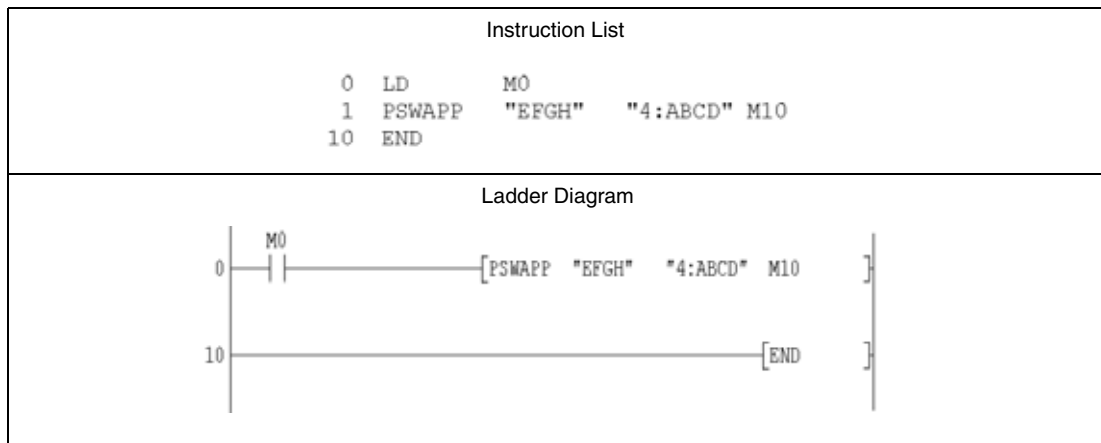 Instruction List
0 LD M0
1 PSWAPP "EFGH" "4:ABCD" M10
10 END
Ladder Diagram
M0
0 [PSWAPP "EFGH" "4:ABCD" M10 ]
10 [END ]